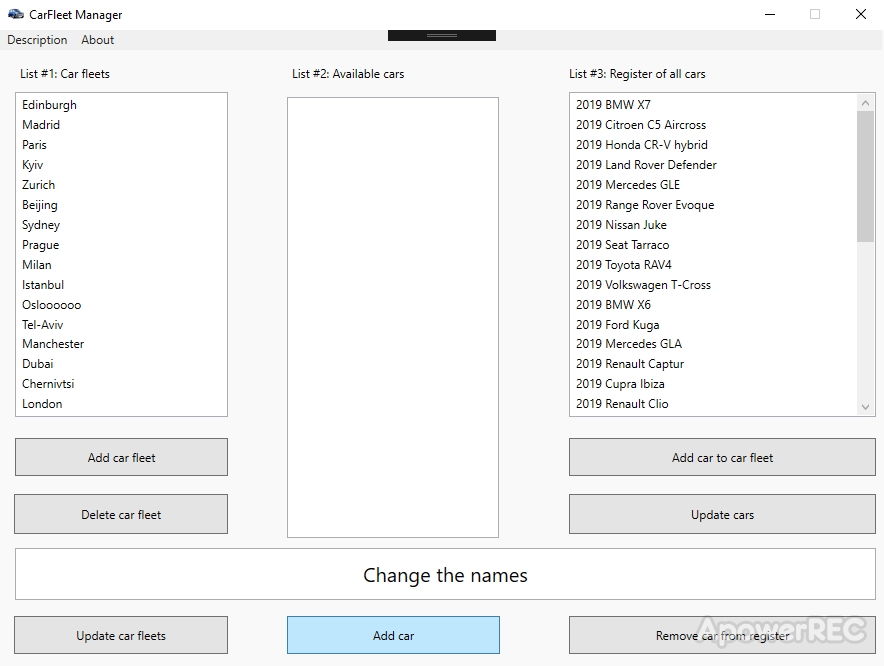 CarFleet Manager
Description About
List #1: Car fleets
Edinburgh
Madrid
Paris
Kyiv
Zurich
Beijing
Sydney
Prague
Milan
Istanbul
Osloooooo
Tel-Aviv
Manchester
Dubai
Chernivtsi
London
Add car fleet
Delete car fleet
List #2: Available cars
List #3: Register of all cars
2019 BMW X7
2019 Citroen C5 Aircross
2019 Honda CR-V hybrid
2019 Land Rover Defender
2019 Mercedes GLE
2019 Range Rover Evoque
2019 Nissan Juke
2019 Seat Tarraco
2019 Toyota RAV4
2019 Volkswagen T-Cross
2019 BMW X6
2019 Ford Kuga
2019 Mercedes GLA
2019 Renault Captur
2019 Cupra Ibiza
2019 Renault Clio
Add car to car fleet
Update cars
Change the names
Update car fleets
Add car
Remove car from register
ApowerREC